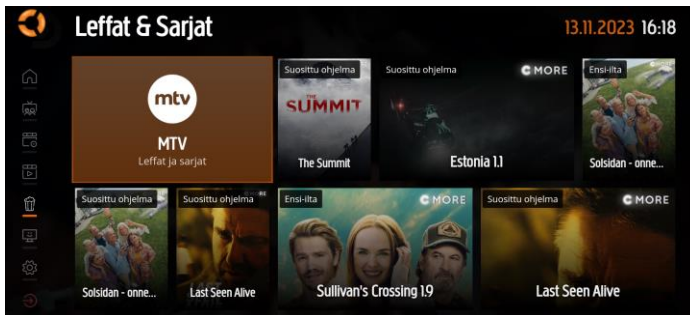 Leffat & Sarjat
13.11.2023 16:18
mtv
MTV
Leffat ja sarjat
Suosittu ohjelma
THE
SUMMIT
The Summit
Suosittu ohjelma
C MORE
Estonia 1.1
Ensi-ilta
Solsidan - onne...
Suosittu ohjelma
Solsidan - onne...
Suosittu ohjelma
Last Seen Alive
Ensi-ilta
C MORE
Sullivan's Crossing 1.9
Suosittu ohjelma
C MORE
Last Seen Alive